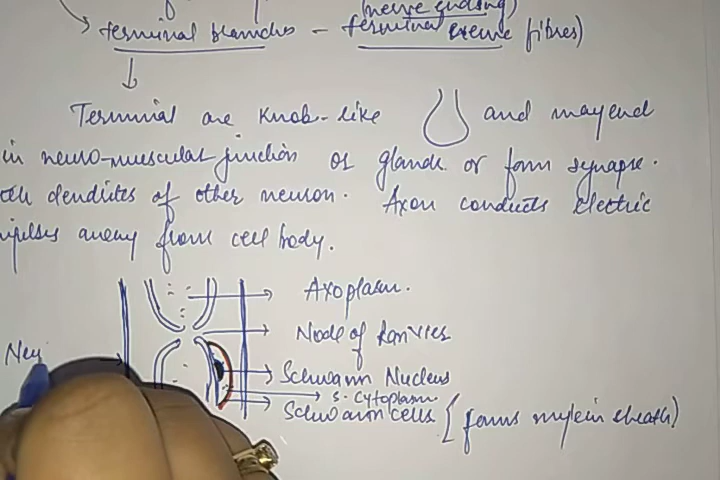 (nerve ending)
terminal branches - terminal nerve fibres)
Terminal are knob-like and may end
in neuro-muscular junction or glands or form synapse.
dendrites of other neuron. Axon conducts electric
away from cell body.
Axoplasm.
Node of Ranvier
Schwann Nucleus
S. Cytoplasm
Schwann cells [forms myelin sheath)
Neu